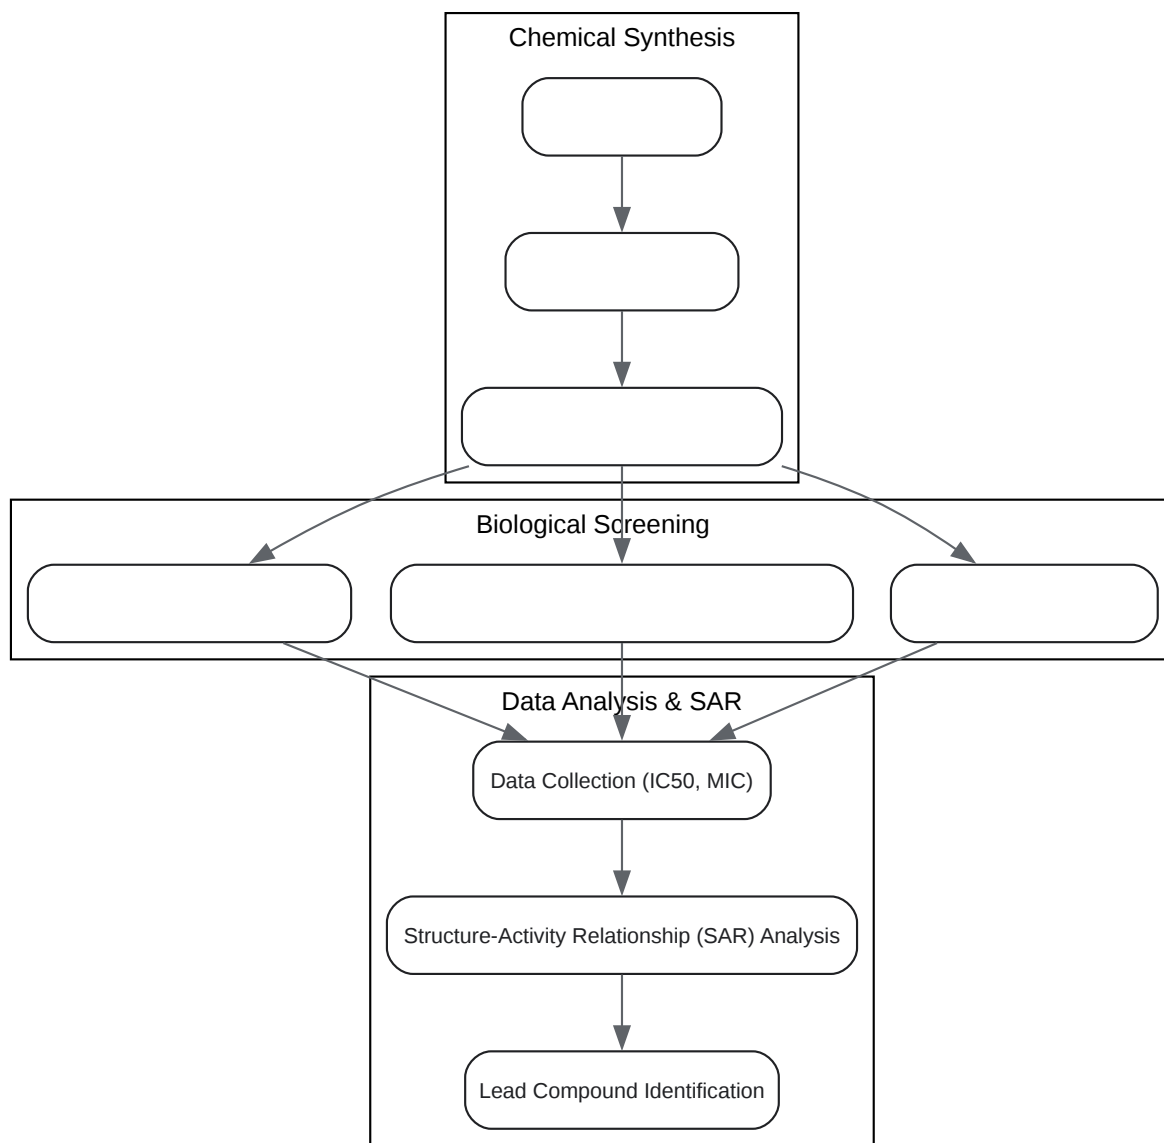 Chemical Synthesis
Biological Screening
Data Analysis & SAR
Data Collection (IC50, MIC)
Structure-Activity Relationship (SAR) Analysis
Lead Compound Identification